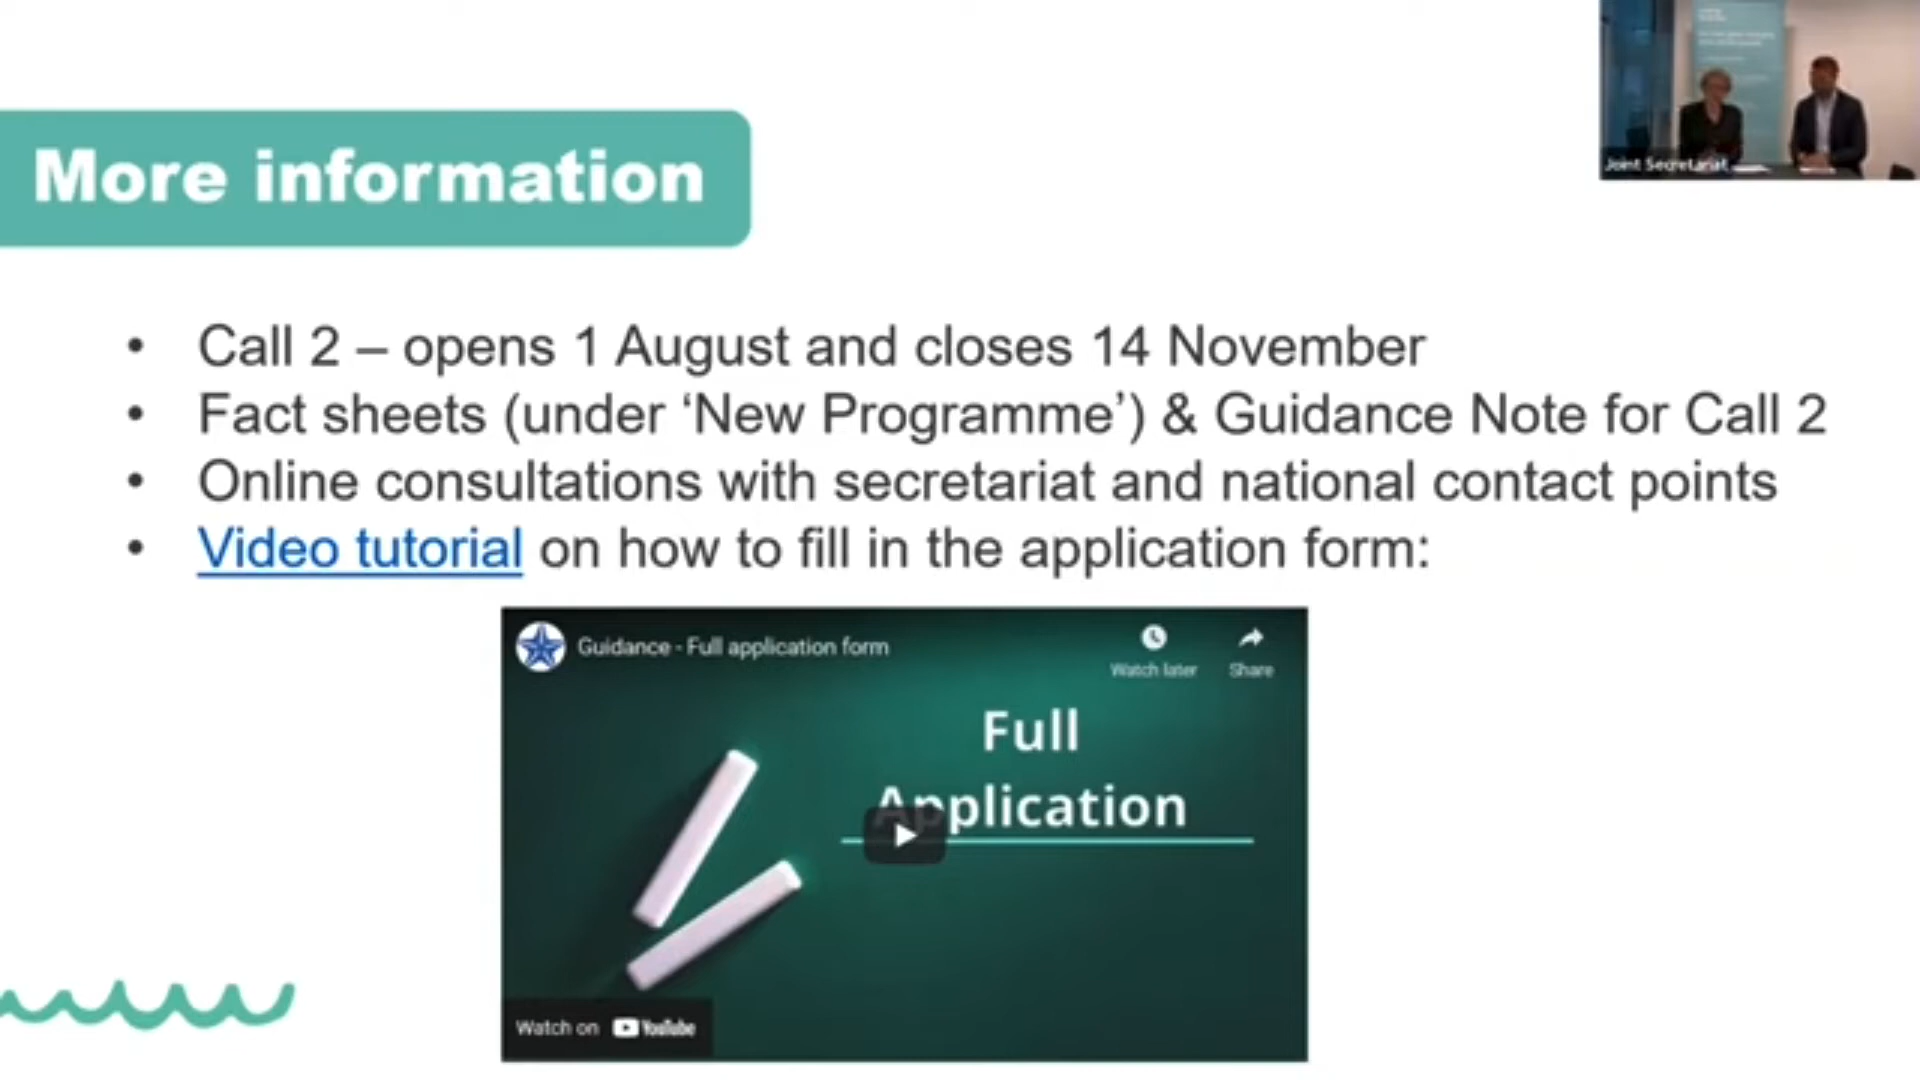 More information
Joint Secretariat
• Call 2 – opens 1 August and closes 14 November
• Fact sheets (under ‘New Programme’) & Guidance Note for Call 2
• Online consultations with secretariat and national contact points
• Video tutorial on how to fill in the application form:
Guidance - Full application form
Watch later
Share
Full
Application
Watch on YouTube